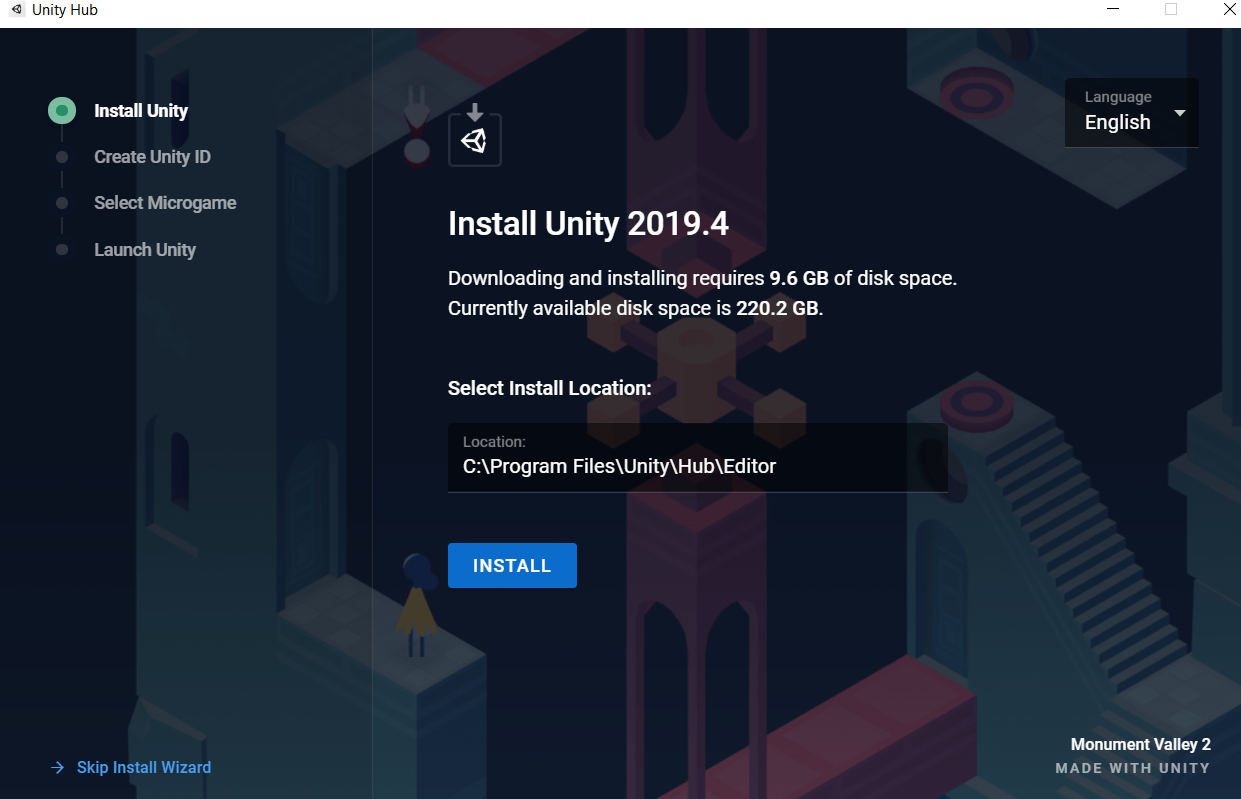 Unity Hub
Install Unity
Create Unity ID
Select Microgame
Launch Unity
Skip Install Wizard
Language
English
Install Unity 2019.4
Downloading and installing requires 9.6 GB of disk space.
Currently available disk space is 220.2 GB.
Select Install Location:
Location:
C:\Program Files\Unity\Hub\Editor
INSTALL
Monument Valley 2
MADE WITH UNITY